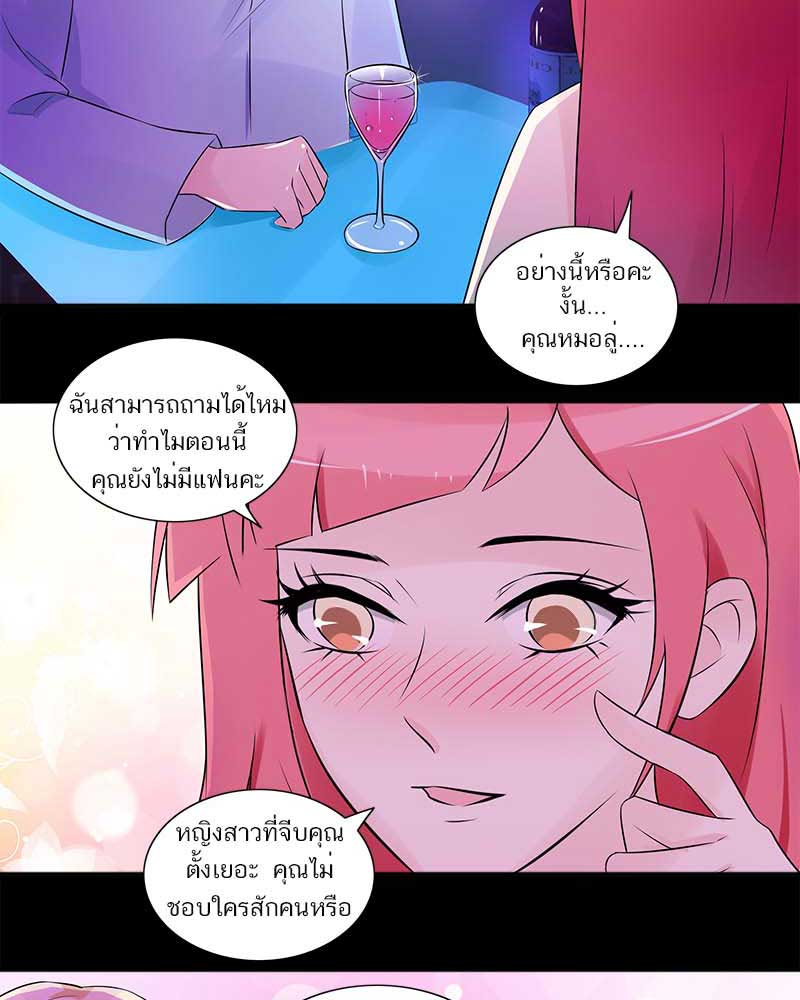 อย่างนี้หรือคะ
งั้น...
คุณหมอลู่....
ฉันสามารถถามได้ไหม
ว่าทำไมตอนนี้
คุณยังไม่มีแฟนคะ
หญิงสาวที่จีบคุณ
ตั้งเยอะ คุณไม่
ชอบใครสักคนหรือ